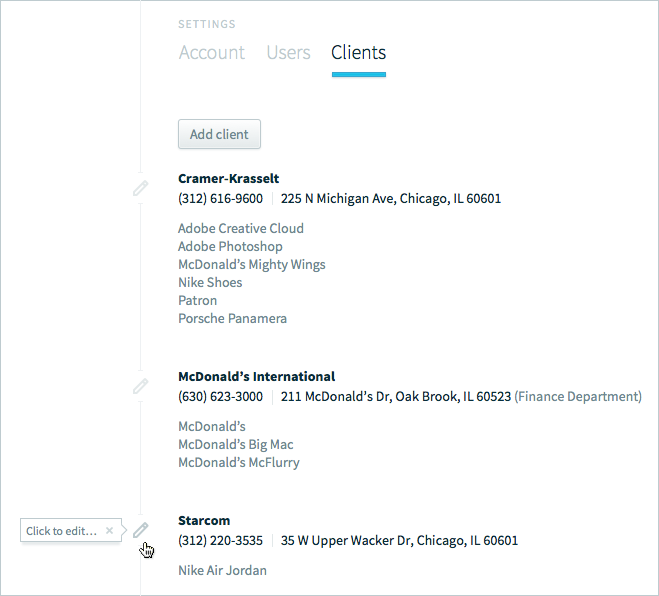 SETTINGS
Account Users Clients
Add client
Cramer-Krasselt
(312) 616-9600 225 N Michigan Ave, Chicago, IL 60601
Adobe Creative Cloud
Adobe Photoshop
McDonald’s Mighty Wings
Nike Shoes
Patron
Porsche Panamera
McDonald’s International
(630) 623-3000 211 McDonald’s Dr, Oak Brook, IL 60523 (Finance Department)
McDonald’s
McDonald’s Big Mac
McDonald’s McFlurry
Click to edit…
Starcom
(312) 220-3535 35 W Upper Wacker Dr, Chicago, IL 60601
Nike Air Jordan